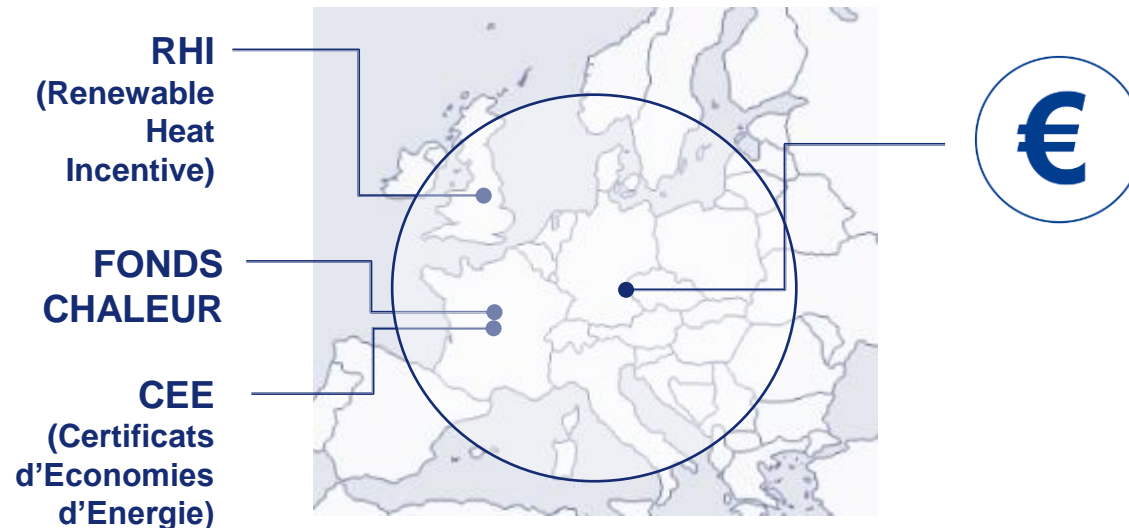 RHI
(Renewable
Heat
Incentive)
FONDS
CHALEUR
CEE
(Certificats
d’Economies
d’Energie)
€